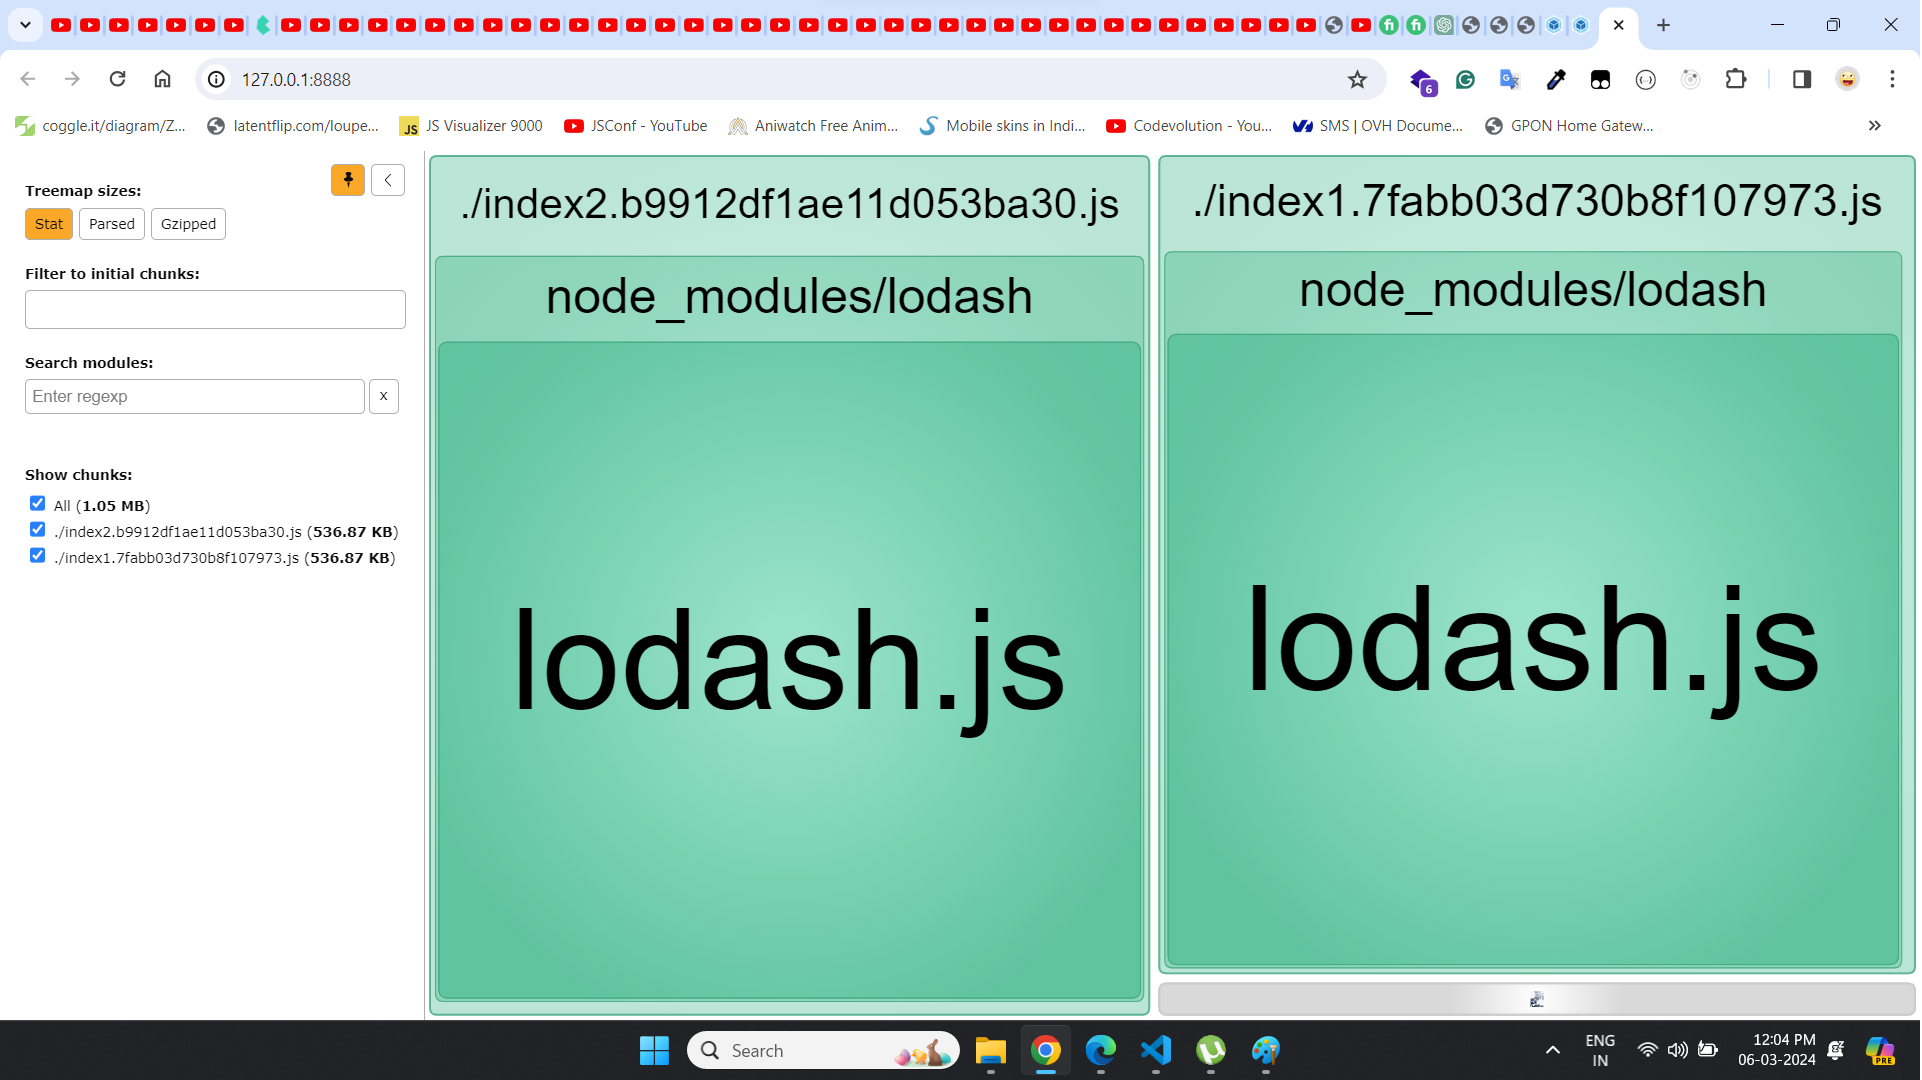 127.0.0.1:8888
6
coggle.it/diagram/Z...
latentflip.com/loupe...
JS Visualizer 9000
JSConf - YouTube
Aniwatch Free Anim...
Mobile skins in Indi...
Codevolution - You...
SMS | OVH Docume...
GPON Home Gatew...
Treemap sizes:
Stat
Parsed
Gzipped
Filter to initial chunks:
Search modules:
Enter regexp
x
Show chunks:
All (1.05 MB)
./index2.b9912df1ae11d053ba30.js (536.87 KB)
./index1.7fabb03d730b8f107973.js (536.87 KB)
./index2.b9912df1ae11d053ba30.js
node_modules/lodash
lodash.js
./index1.7fabb03d730b8f107973.js
node_modules/lodash
lodash.js
Search
ENG
IN
12:04 PM
06-03-2024
PRE